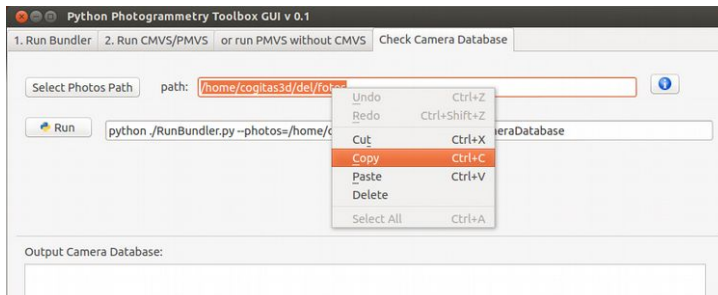 Python Photogrammetry Toolbox GUI v 0.1
1. Run Bundler 2. Run CMVS/PMVS or run PMVS without CMVS Check Camera Database
Select Photos Path path: /home/cogitas3d/del/fotos
Undo Ctrl+Z
Redo Ctrl+Shift+Z
Run python ./RunBundler.py --photos=/home/ eraDatabase
Cut Ctrl+X
Copy Ctrl+C
Paste Ctrl+V
Delete
Select All Ctrl+A
Output Camera Database: